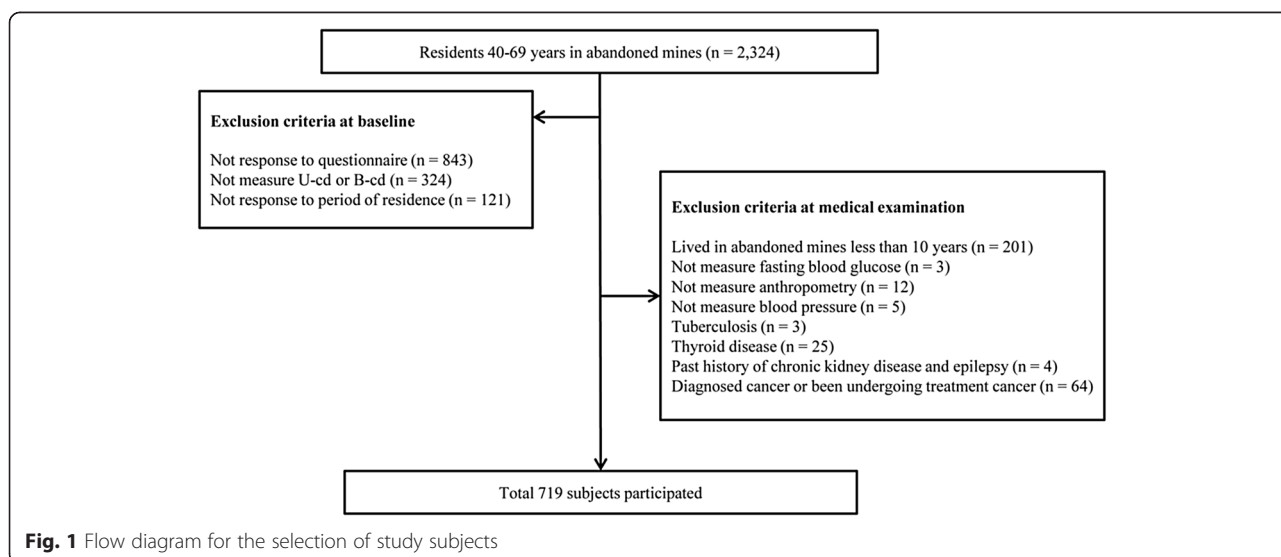 Residents 40-69 years in abandoned mines (n = 2,324)
Exclusion criteria at baseline
Not response to questionnaire (n = 843)
Not measure U-cd or B-cd (n = 324)
Not response to period of residence (n = 121)
Exclusion criteria at medical examination
Lived in abandoned mines less than 10 years (n = 201)
Not measure fasting blood glucose (n = 3)
Not measure anthropometry (n = 12)
Not measure blood pressure (n = 5)
Tuberculosis (n = 3)
Thyroid disease (n = 25)
Past history of chronic kidney disease and epilepsy (n = 4)
Diagnosed cancer or been undergoing treatment cancer (n = 64)
Total 719 subjects participated
Fig. 1 Flow diagram for the selection of study subjects